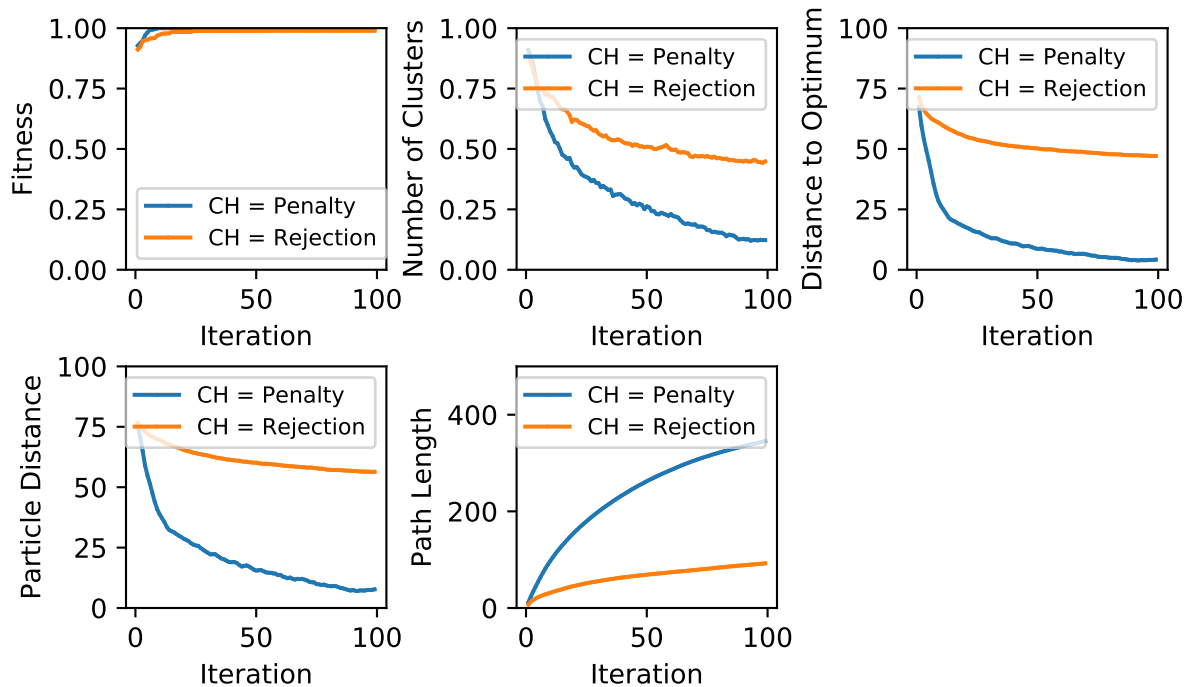 Fitness
1.00
0.75
0.50
0.25
0.00
CH = Penalty
CH = Rejection
0
50
100
Iteration
Number of Clusters
1.00
0.75
0.50
0.25
0.00
CH = Penalty
CH = Rejection
0
50
100
Iteration
Distance to Optimum
100
75
50
25
0
CH = Penalty
CH = Rejection
0
50
100
Iteration
Particle Distance
100
75
50
25
0
CH = Penalty
CH = Rejection
0
50
100
Iteration
Path Length
400
200
0
CH = Penalty
CH = Rejection
0
50
100
Iteration